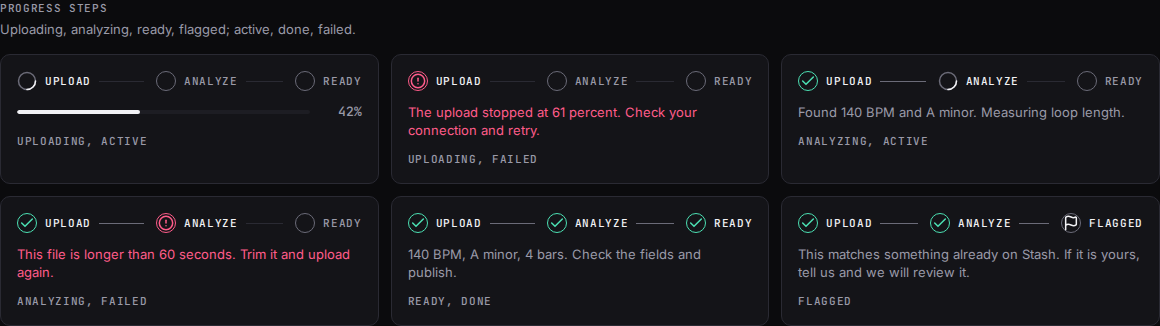 PROGRESS STEPS
Uploading, analyzing, ready, flagged; active, done, failed.
UPLOAD ANALYZE READY
42%
UPLOADING, ACTIVE
UPLOAD ANALYZE READY
The upload stopped at 61 percent. Check your
connection and retry.
UPLOADING, FAILED
UPLOAD ANALYZE READY
Found 140 BPM and A minor. Measuring loop length.
ANALYZING, ACTIVE
UPLOAD ANALYZE READY
This file is longer than 60 seconds. Trim it and upload
again.
ANALYZING, FAILED
UPLOAD ANALYZE READY
140 BPM, A minor, 4 bars. Check the fields and
publish.
READY, DONE
UPLOAD ANALYZE FLAGGED
This matches something already on Stash. If it is yours,
tell us and we will review it.
FLAGGED